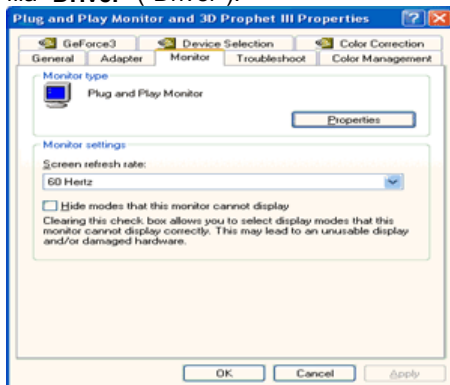 "Driver" ("Driver").
Plug and Play Monitor and 3D Prophet III Properties
GeForce3 Device Selection Color Correction
General Adapter Monitor Troubleshoot Color Management
Monitor type
Plug and Play Monitor
Properties
Monitor settings
Screen refresh rate:
60 Hertz
Hide modes that this monitor cannot display
Clearing this check box allows you to select display modes that this
monitor cannot display correctly. This may lead to an unusable display
and/or damaged hardware.
OK Cancel Apply